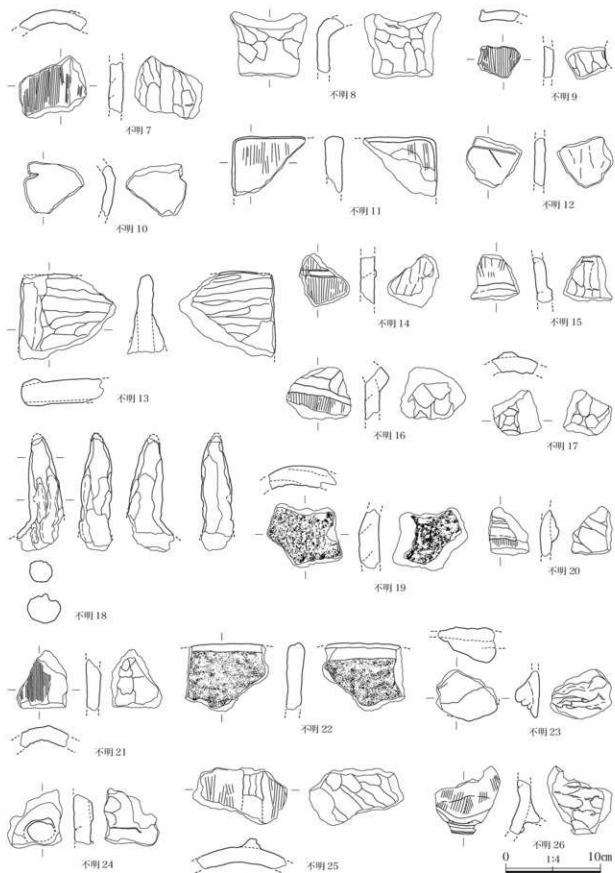 不明 7
不明 8
不明 9
不明 10
不明 11
不明 12
不明 13
不明 14
不明 15
不明 16
不明 17
不明 18
不明 19
不明 20
不明 21
不明 22
不明 23
不明 24
不明 25
不明 26
0 1:4 10cm